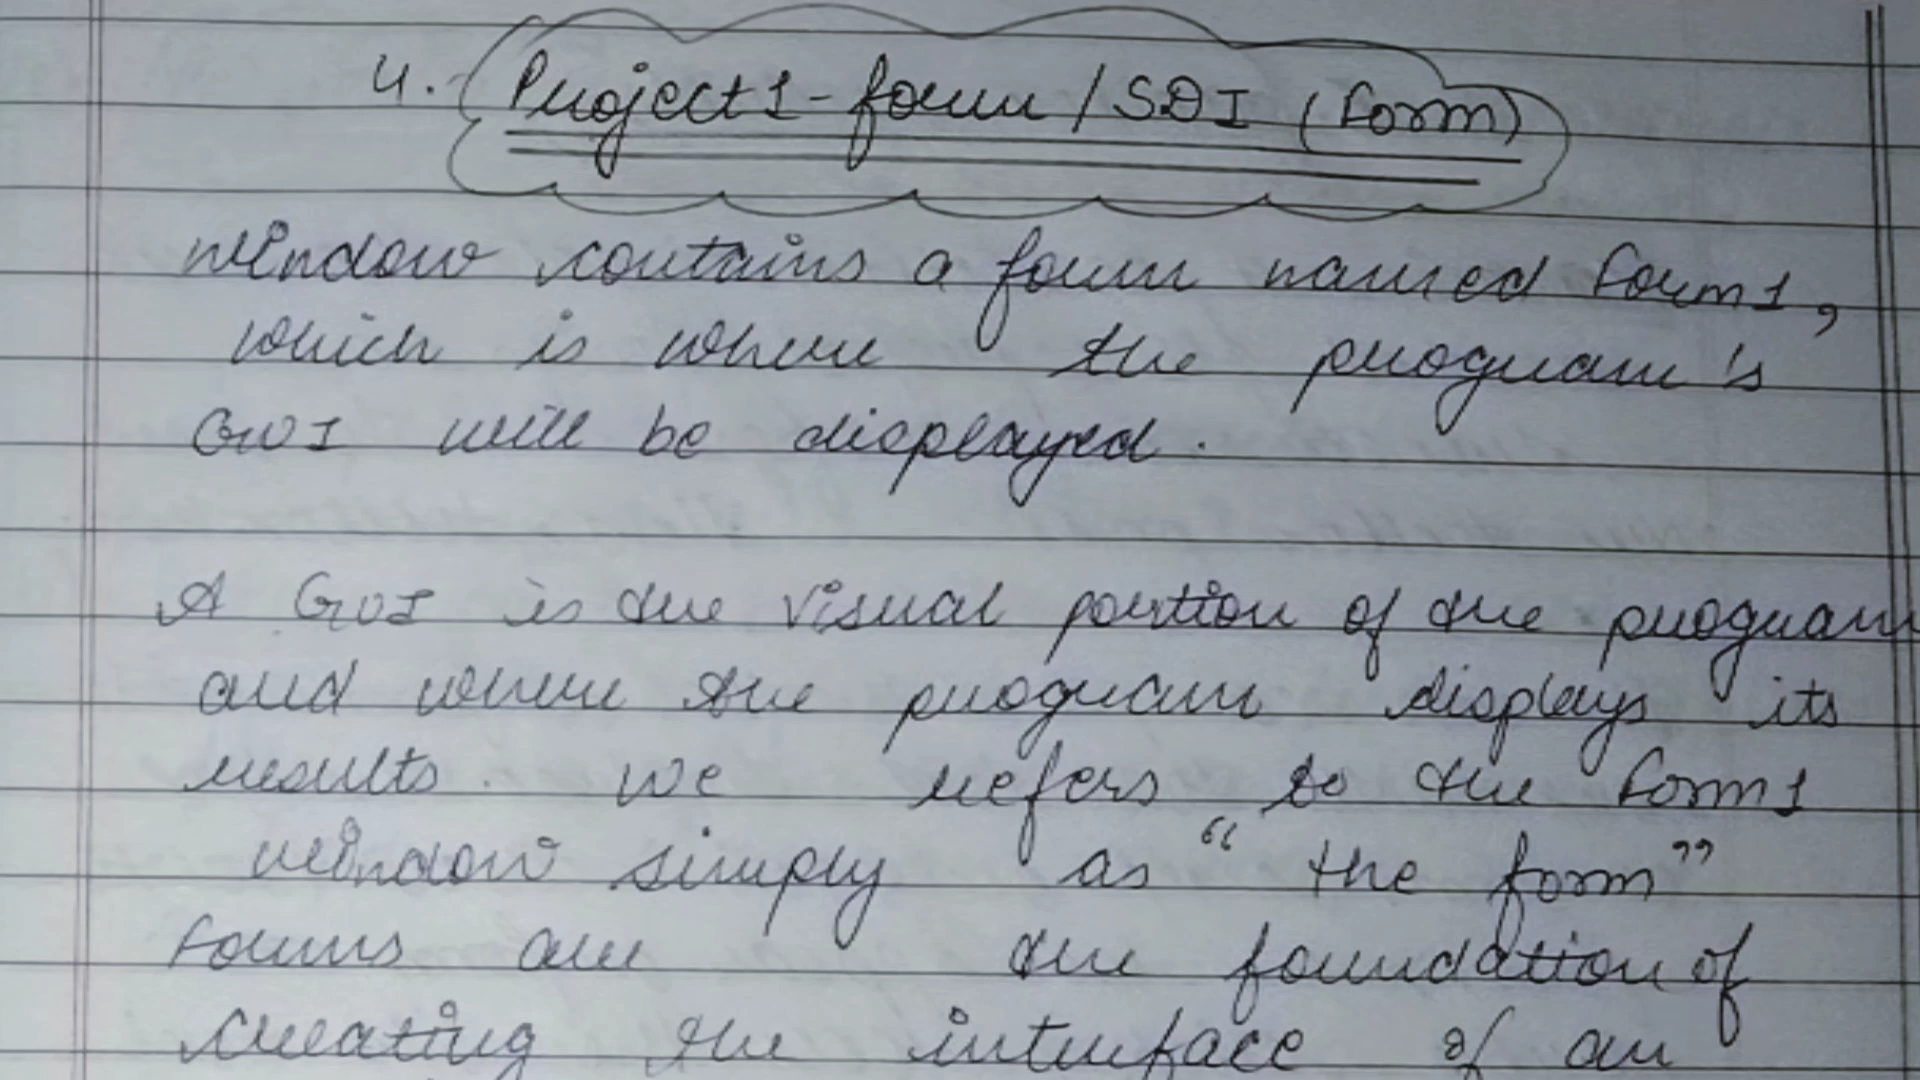 4. Project1-form/SDI (form)
window contains a form named form1,
which is where the program's
GUI will be displayed.
A GUI is the visual portion of the program
and where the program displays its
results. we refers to the form1
window simply as "the form"
forms are the foundation of
creating the interface of an